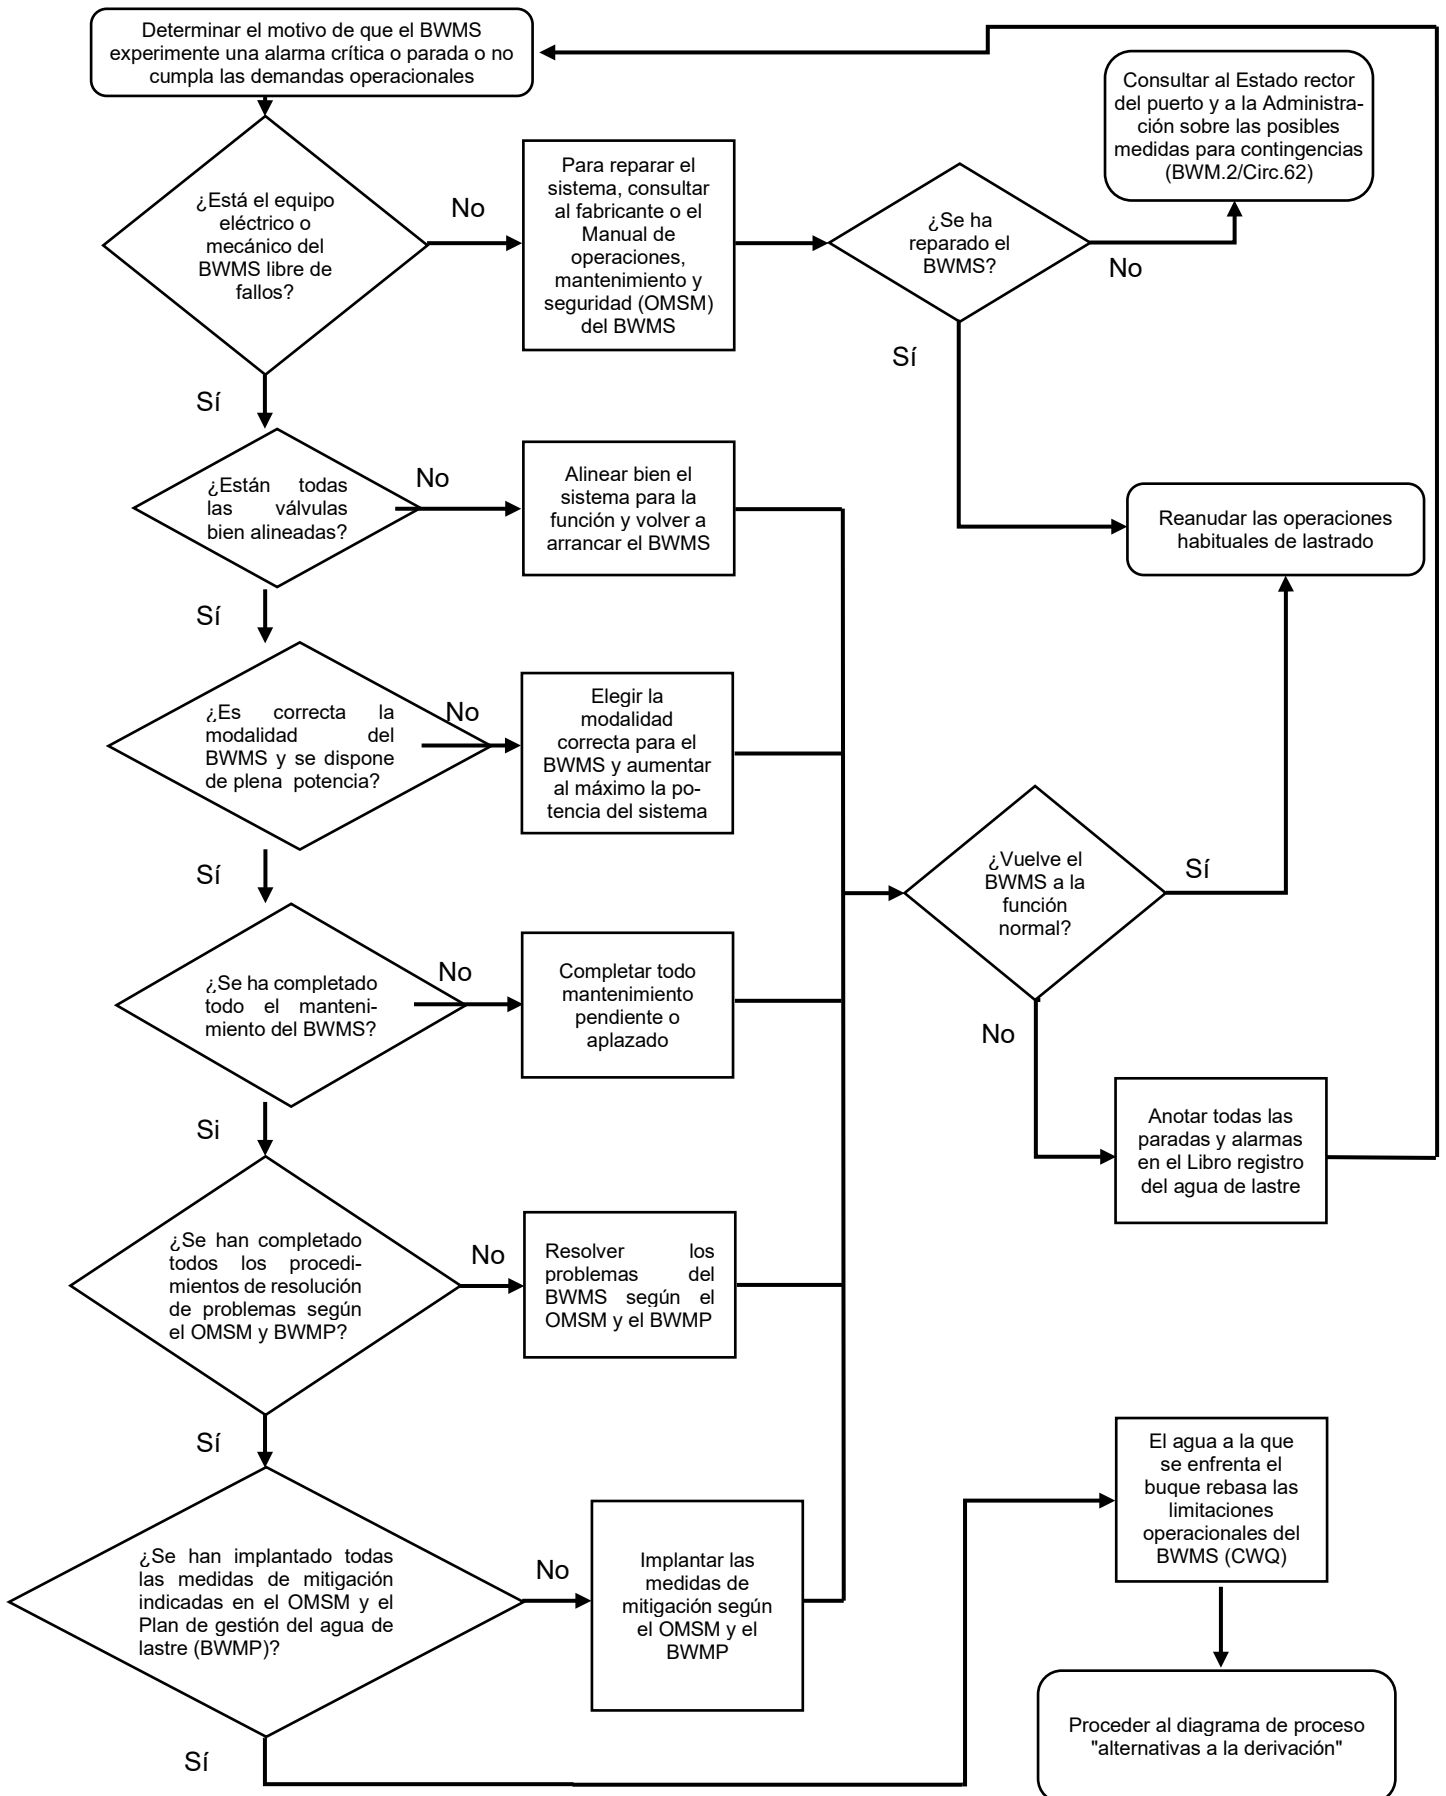 Determinar el motivo de que el BWMS
experimente una alarma crítica o parada o no
cumpla las demandas operacionales
Consultar al Estado rector
del puerto y a la Administra-
ción sobre las posibles
medidas para contingencias
(BWM.2/Circ.62)
¿Está el equipo
eléctrico o
mecánico del
BWMS libre de
fallos?
No
Para reparar el
sistema, consultar
al fabricante o el
Manual de
operaciones,
mantenimiento y
seguridad (OMSM)
del BWMS
¿Se ha
reparado el
BWMS?
No
Sí
Sí
¿Están todas
las válvulas
bien alineadas?
No
Alinear bien el
sistema para la
función y volver a
arrancar el BWMS
Reanudar las operaciones
habituales de lastrado
Sí
¿Es correcta la
modalidad del
BWMS y se dispone
de plena potencia?
No
Elegir la
modalidad
correcta para el
BWMS y aumentar
al máximo la po-
tencia del sistema
Sí
¿Vuelve el
BWMS a la
función
normal?
Sí
No
¿Se ha completado
todo el manteni-
miento del BWMS?
No
Completar todo
mantenimiento
pendiente o
aplazado
Si
Anotar todas las
paradas y alarmas
en el Libro registro
del agua de lastre
¿Se han completado
todos los procedi-
mientos de resolución
de problemas según
el OMSM y BWMP?
No
Resolver los
problemas del
BWMS según el
OMSM y el BWMP
Sí
El agua a la que
se enfrenta el
buque rebasa las
limitaciones
operacionales del
BWMS (CWQ)
¿Se han implantado todas
las medidas de mitigación
indicadas en el OMSM y el
Plan de gestión del agua de
lastre (BWMP)?
No
Implantar las
medidas de
mitigación según
el OMSM y el
BWMP
Sí
Proceder al diagrama de proceso
"alternativas a la derivación"